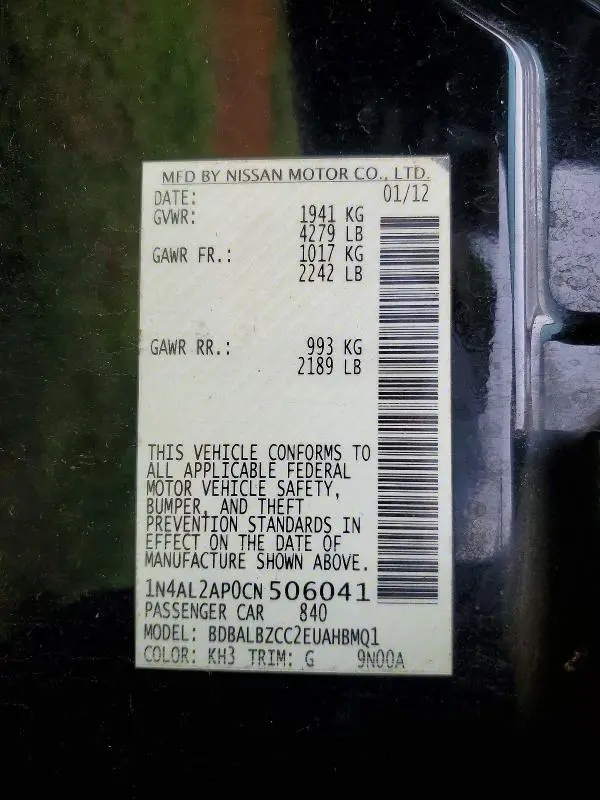 MFD BY NISSAN MOTOR CO., LTD.
DATE: 01/12
GVWR: 1941 KG
4279 LB
GAWR FR.: 1017 KG
2242 LB
GAWR RR.: 993 KG
2189 LB
THIS VEHICLE CONFORMS TO
ALL APPLICABLE FEDERAL
MOTOR VEHICLE SAFETY,
BUMPER, AND THEFT
PREVENTION STANDARDS IN
EFFECT ON THE DATE OF
MANUFACTURE SHOWN ABOVE.
1N4AL2AP0CN 506041
PASSENGER CAR 840
MODEL: BDBALBZCC2EUAHBMQ1
COLOR: KH3 TRIM: G 9N00A